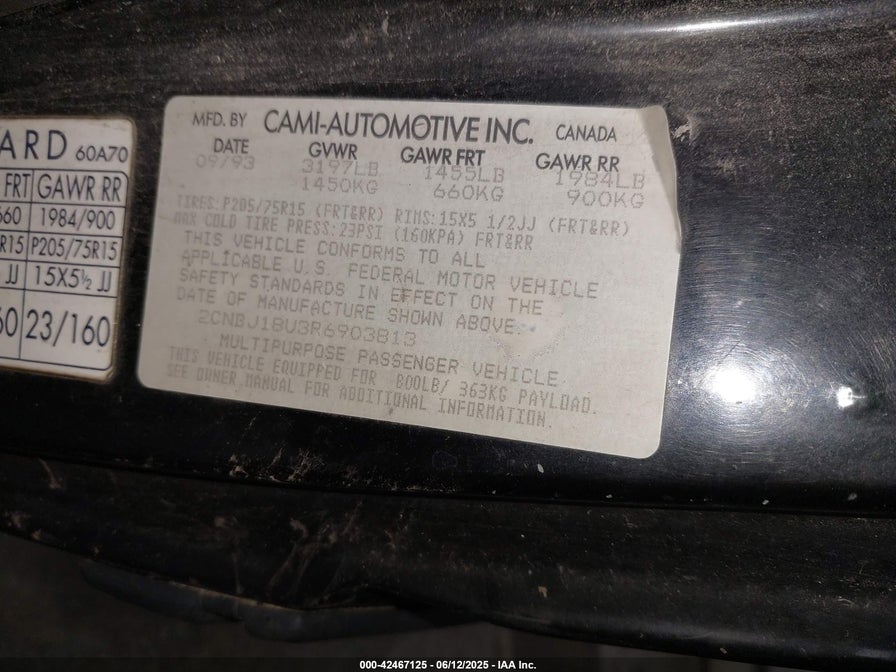 ARD 60A70
FRT GAWR RR
660 1984/900
R15 P205/75R15
JJ 15X5½ JJ
60 23/160
MFD. BY CAMI-AUTOMOTIVE INC. CANADA
DATE GVWR GAWR FRT GAWR RR
09/93 3197LB 1455LB 1984LB
1450KG 660KG 900KG
TIRES:P205/75R15 (FRT&RR) RIMS:15X5 1/2JJ (FRT&RR)
MAX COLD TIRE PRESS:23PSI (160KPA) FRT&RR
THIS VEHICLE CONFORMS TO ALL
APPLICABLE U.S. FEDERAL MOTOR VEHICLE
SAFETY STANDARDS IN EFFECT ON THE
DATE OF MANUFACTURE SHOWN ABOVE.
2CNBJ18U3R6903813
MULTIPURPOSE PASSENGER VEHICLE
THIS VEHICLE EQUIPPED FOR 800LB/ 363KG PAYLOAD.
SEE OWNER MANUAL FOR ADDITIONAL INFORMATION.
000-42467125 - 06/12/2025 - IAA Inc.